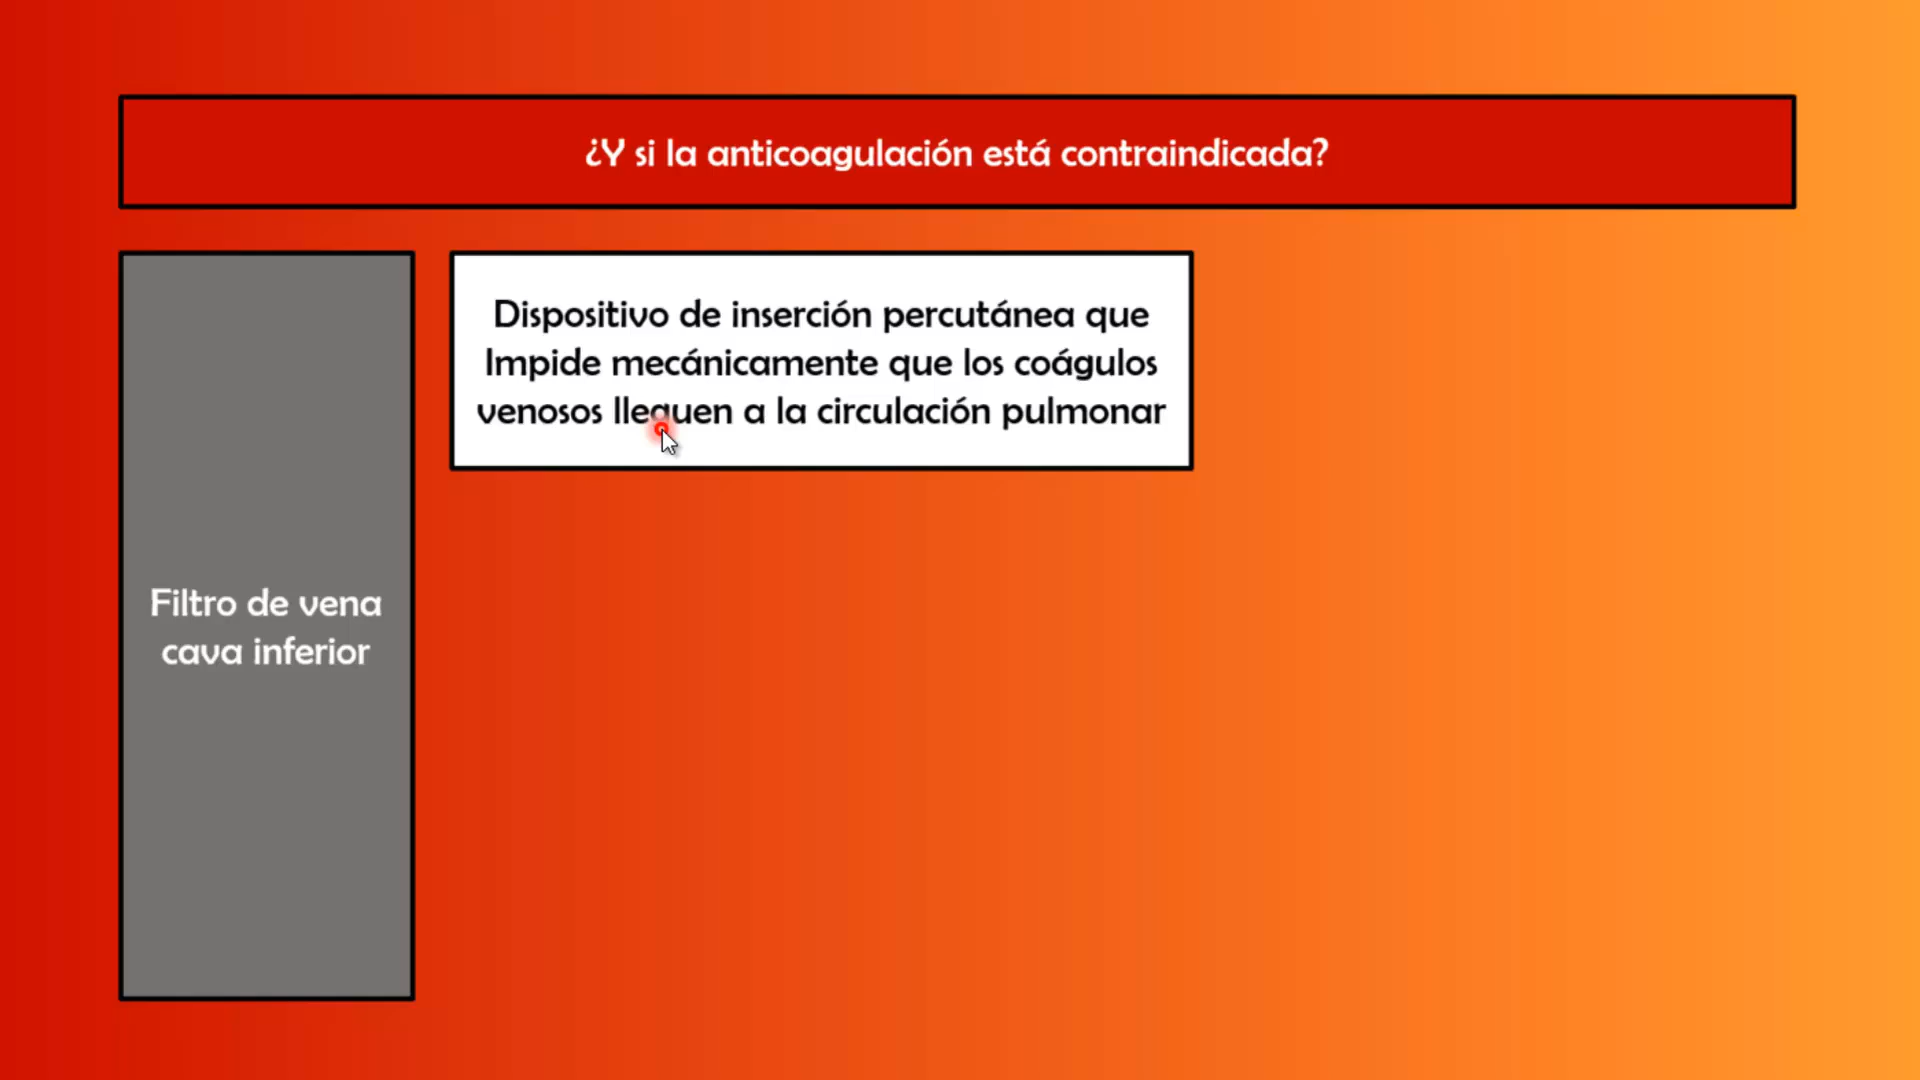 ¿Y si la anticoagulación está contraindicada?
Dispositivo de inserción percutánea que
Impide mecánicamente que los coágulos
venosos lleguen a la circulación pulmonar
Filtro de vena
cava inferior